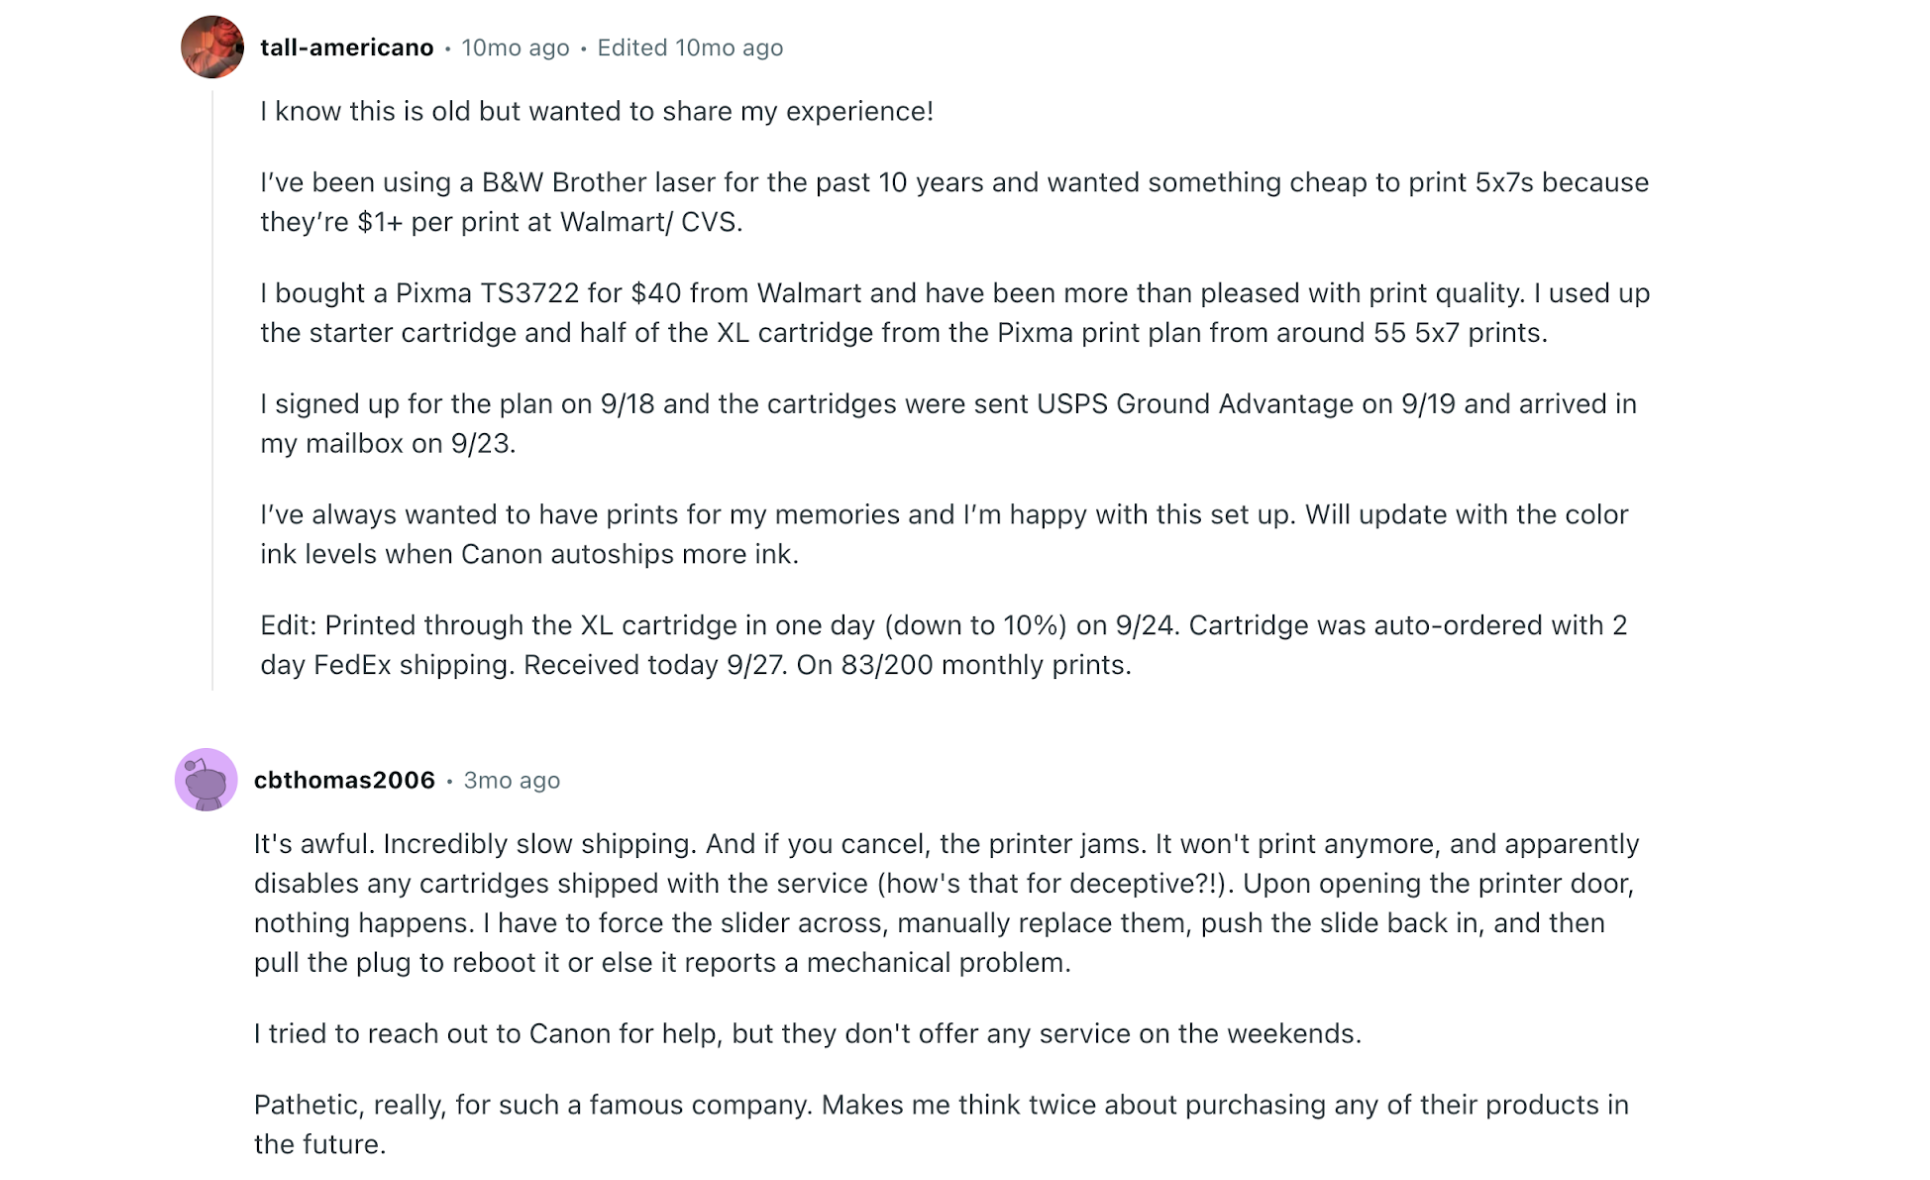 tall-americano • 10mo ago • Edited 10mo ago
I know this is old but wanted to share my experience!
I’ve been using a B&W Brother laser for the past 10 years and wanted something cheap to print 5x7s because
they’re $1+ per print at Walmart/ CVS.
I bought a Pixma TS3722 for $40 from Walmart and have been more than pleased with print quality. I used up
the starter cartridge and half of the XL cartridge from the Pixma print plan from around 55 5x7 prints.
I signed up for the plan on 9/18 and the cartridges were sent USPS Ground Advantage on 9/19 and arrived in
my mailbox on 9/23.
I’ve always wanted to have prints for my memories and I’m happy with this set up. Will update with the color
ink levels when Canon autoships more ink.
Edit: Printed through the XL cartridge in one day (down to 10%) on 9/24. Cartridge was auto-ordered with 2
day FedEx shipping. Received today 9/27. On 83/200 monthly prints.
cbthomas2006 • 3mo ago
It's awful. Incredibly slow shipping. And if you cancel, the printer jams. It won't print anymore, and apparently
disables any cartridges shipped with the service (how's that for deceptive?!). Upon opening the printer door,
nothing happens. I have to force the slider across, manually replace them, push the slide back in, and then
pull the plug to reboot it or else it reports a mechanical problem.
I tried to reach out to Canon for help, but they don't offer any service on the weekends.
Pathetic, really, for such a famous company. Makes me think twice about purchasing any of their products in
the future.